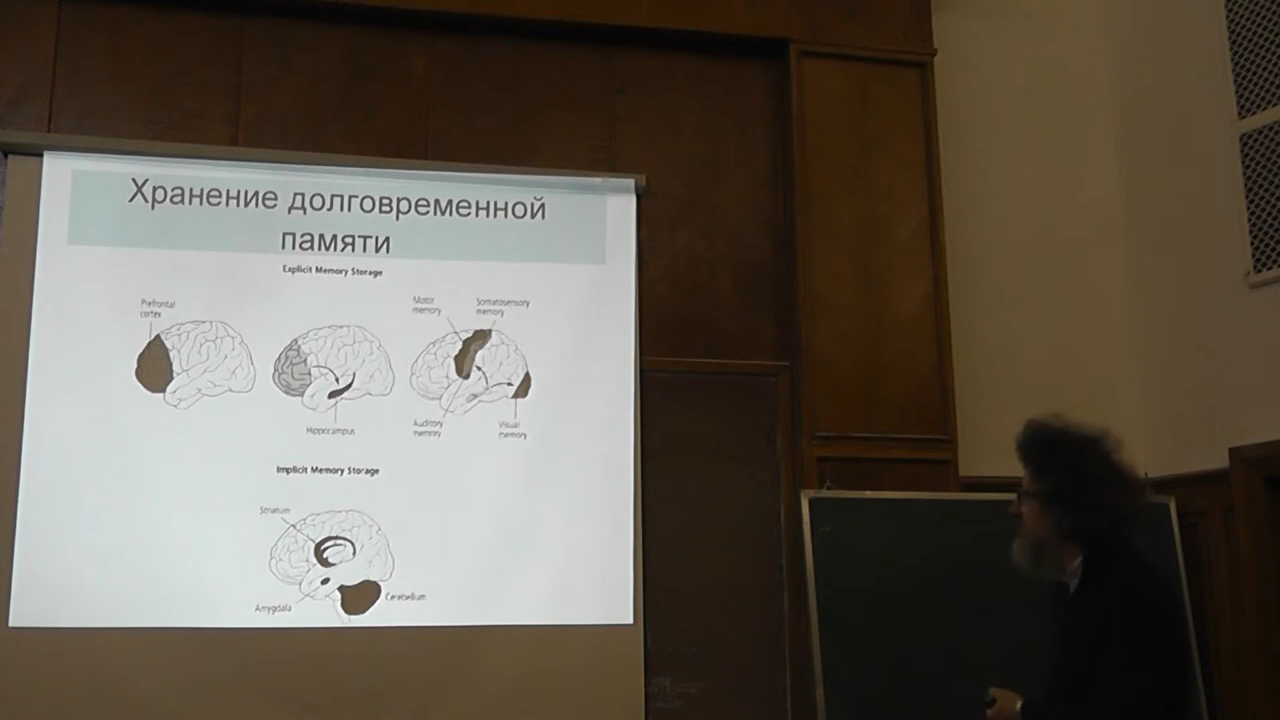 Хранение долговременной
памяти
Explicit Memory Storage
Prefrontal
cortex
Motor
memory
Somatosensory
memory
Hippocampus
Auditory
memory
Visual
memory
Implicit Memory Storage
Striatum
Amygdala
Cerebellum